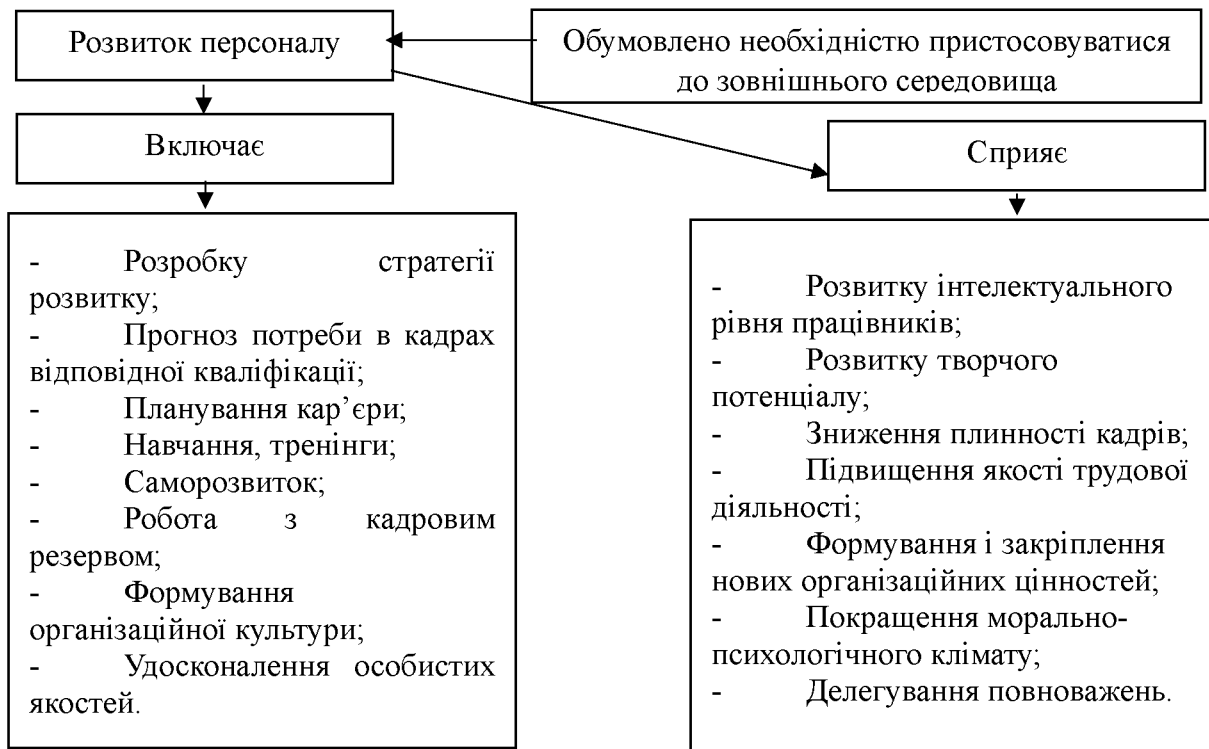 Розвиток персоналу
Обумовлено необхідністю пристосовуватися
до зовнішнього середовища
Включає
Сприяє
- Розробку стратегії
розвитку;
- Прогноз потреби в кадрах
відповідної кваліфікації;
- Планування кар’єри;
- Навчання, тренінги;
- Саморозвиток;
- Робота з кадровим
резервом;
- Формування
організаційної культури;
- Удосконалення особистих
якостей.
- Розвитку інтелектуального
рівня працівників;
- Розвитку творчого
потенціалу;
- Зниження плинності кадрів;
- Підвищення якості трудової
діяльності;
- Формування і закріплення
нових організаційних цінностей;
- Покращення морально-
психологічного клімату;
- Делегування повноважень.